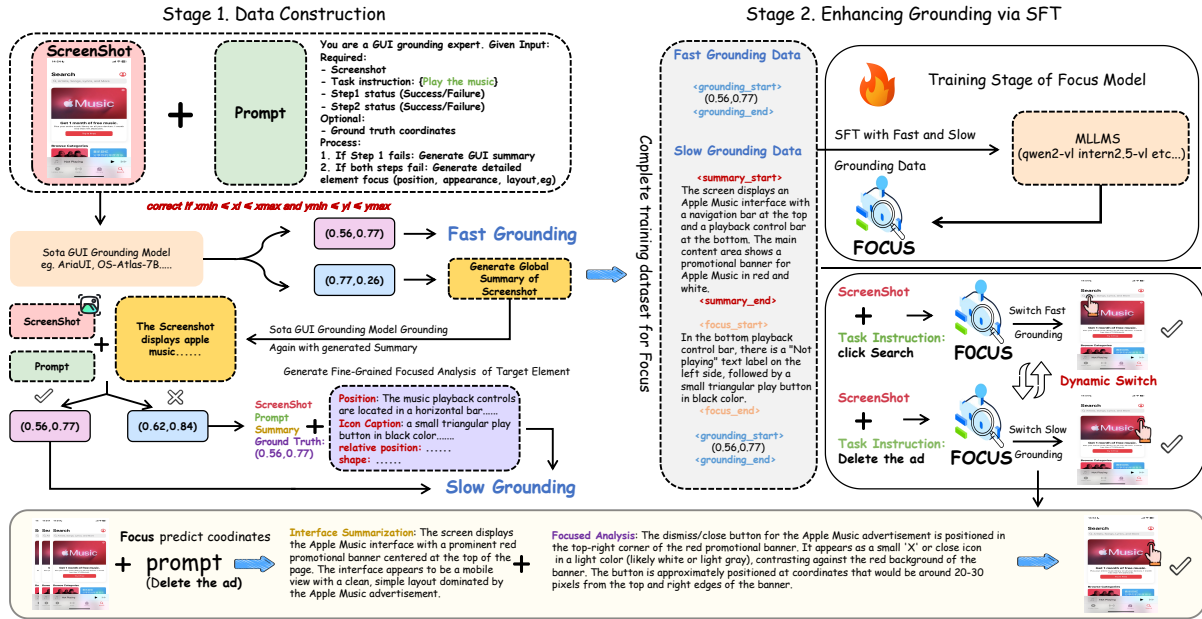 Stage 1. Data Construction
ScreenShot
Search
Music
Get 1 month of free music.
Browse Categories
+
Prompt
You are a GUI grounding expert. Given Input:
Required:
- Screenshot
- Task instruction: {Play the music}
- Step1 status (Success/Failure)
- Step2 status (Success/Failure)
Optional:
- Ground truth coordinates
Process:
1. If Step 1 fails: Generate GUI summary
2. If both steps fail: Generate detailed
element focus (position, appearance, layout,eg)
correct if xmin ≤ xi ≤ xmax and ymin ≤ yi ≤ ymax
Sota GUI Grounding Model
eg. AriaUI, OS-Atlas-7B.....
(0.56,0.77)
Fast Grounding
(0.77,0.26)
Generate Global
Summary of
Screenshot
ScreenShot
+
Prompt
The Screenshot
displays apple
music......
Sota GUI Grounding Model Grounding
Again with generated Summary
Generate Fine-Grained Focused Analysis of Target Element
(0.56,0.77)
(0.62,0.84)
ScreenShot
Prompt
Summary
Ground Truth:
(0.56,0.77)
+
Position: The music playback controls
are located in a horizontal bar......
Icon Caption: a small triangular play
button in black color.......
relative position: ......
shape: ......
Slow Grounding
Complete training dataset for Focus
Stage 2. Enhancing Grounding via SFT
Fast Grounding Data
<grounding_start>
(0.56,0.77)
<grounding_end>
Slow Grounding Data
<summary_start>
The screen displays an
Apple Music interface with
a navigation bar at the top
and a playback control bar
at the bottom. The main
content area shows a
promotional banner for
Apple Music in red and
white.
<summary_end>
<focus_start>
In the bottom playback
control bar, there is a "Not
playing" text label on the
left side, followed by a
small triangular play button
in black color.
<focus_end>
<grounding_start>
(0.56,0.77)
<grounding_end>
Training Stage of Focus Model
SFT with Fast and Slow
Grounding Data
MLLMS
(qwen2-vl intern2.5-vl etc...)
FOCUS
ScreenShot
+
Task Instruction:
click Search
FOCUS
Switch Fast
Grounding
Search
Music
Dynamic Switch
ScreenShot
+
Task Instruction:
Delete the ad
FOCUS
Switch Slow
Grounding
Search
Music
Search
Music
+
Focus predict coodinates
prompt
(Delete the ad)
Interface Summarization: The screen displays
the Apple Music interface with a prominent red
promotional banner centered at the top of the
page. The interface appears to be a mobile
view with a clean, simple layout dominated by
the Apple Music advertisement.
+
Focused Analysis: The dismiss/close button for the Apple Music advertisement is positioned
in the top-right corner of the red promotional banner. It appears as a small 'X' or close icon
in a light color (likely white or light gray), contrasting against the red background of the
banner. The button is approximately positioned at coordinates that would be around 20-30
pixels from the top and right edges of the banner.
Search
Music